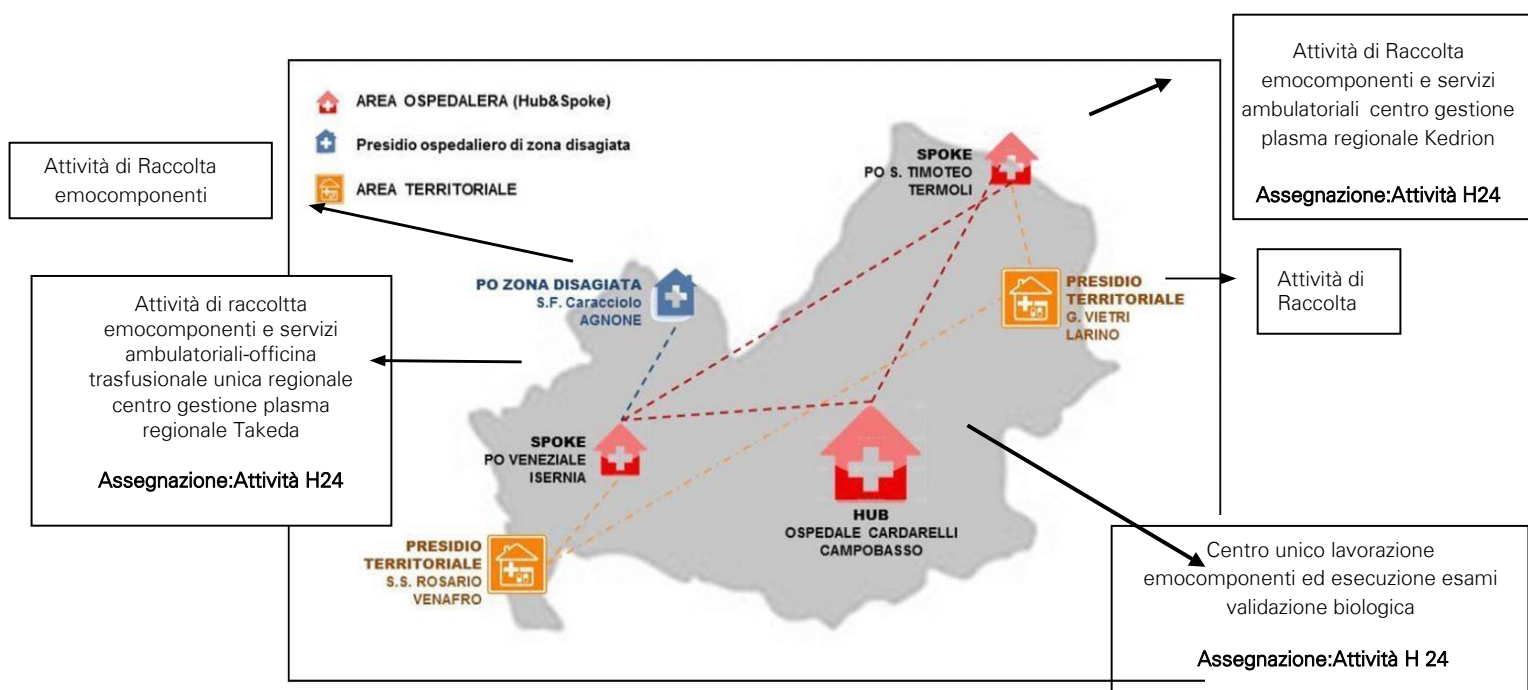 Attività di Raccolta
emocomponenti e servizi
ambulatoriali centro gestione
plasma regionale Kedrion
Assegnazione:Attività H24
AREA OSPEDALERA (Hub&Spoke)
Presidio ospedaliero di zona disagiata
AREA TERRITORIALE
Attività di Raccolta
emocomponenti
SPOKE
PO S. TIMOTEO
TERMOLI
PO ZONA DISAGIATA
S.F. Caracciolo
AGNONE
PRESIDIO
TERRITORIALE
G. VIETRI
LARINO
Attività di
Raccolta
Attività di raccoltta
emocomponenti e servizi
ambulatoriali-officina
trasfusionale unica regionale
centro gestione plasma
regionale Takeda
Assegnazione:Attività H24
SPOKE
PO VENEZIALE
ISERNIA
HUB
OSPEDALE CARDARELLI
CAMPOBASSO
PRESIDIO
TERRITORIALE
S.S. ROSARIO
VENAFRO
Centro unico lavorazione
emocomponenti ed esecuzione esami
validazione biologica
Assegnazione:Attività H 24